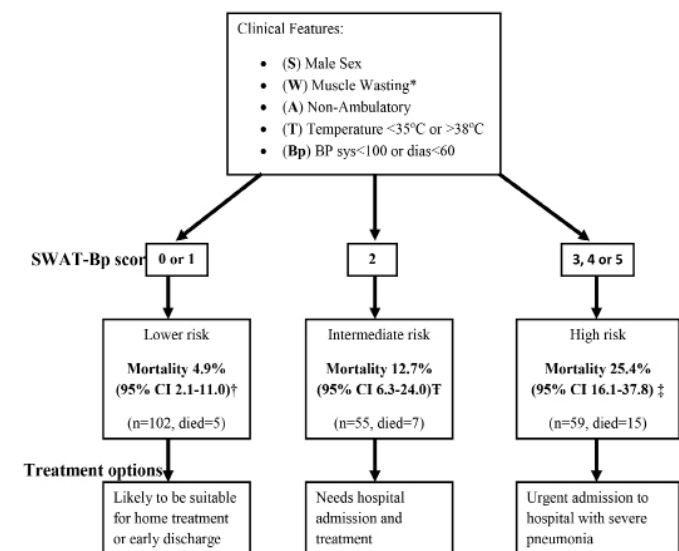 Clinical Features:
• (S) Male Sex
• (W) Muscle Wasting*
• (A) Non-Ambulatory
• (T) Temperature <35°C or >38°C
• (Bp) BP sys<100 or dias<60
SWAT-Bp scor
0 or 1
2
3, 4 or 5
Lower risk
Mortality 4.9%
(95% CI 2.1-11.0)†
(n=102, died=5)
Intermediate risk
Mortality 12.7%
(95% CI 6.3-24.0)Ŧ
(n=55, died=7)
High risk
Mortality 25.4%
(95% CI 16.1-37.8) ‡
(n=59, died=15)
Treatment options
Likely to be suitable
for home treatment
or early discharge
Needs hospital
admission and
treatment
Urgent admission to
hospital with severe
pneumonia